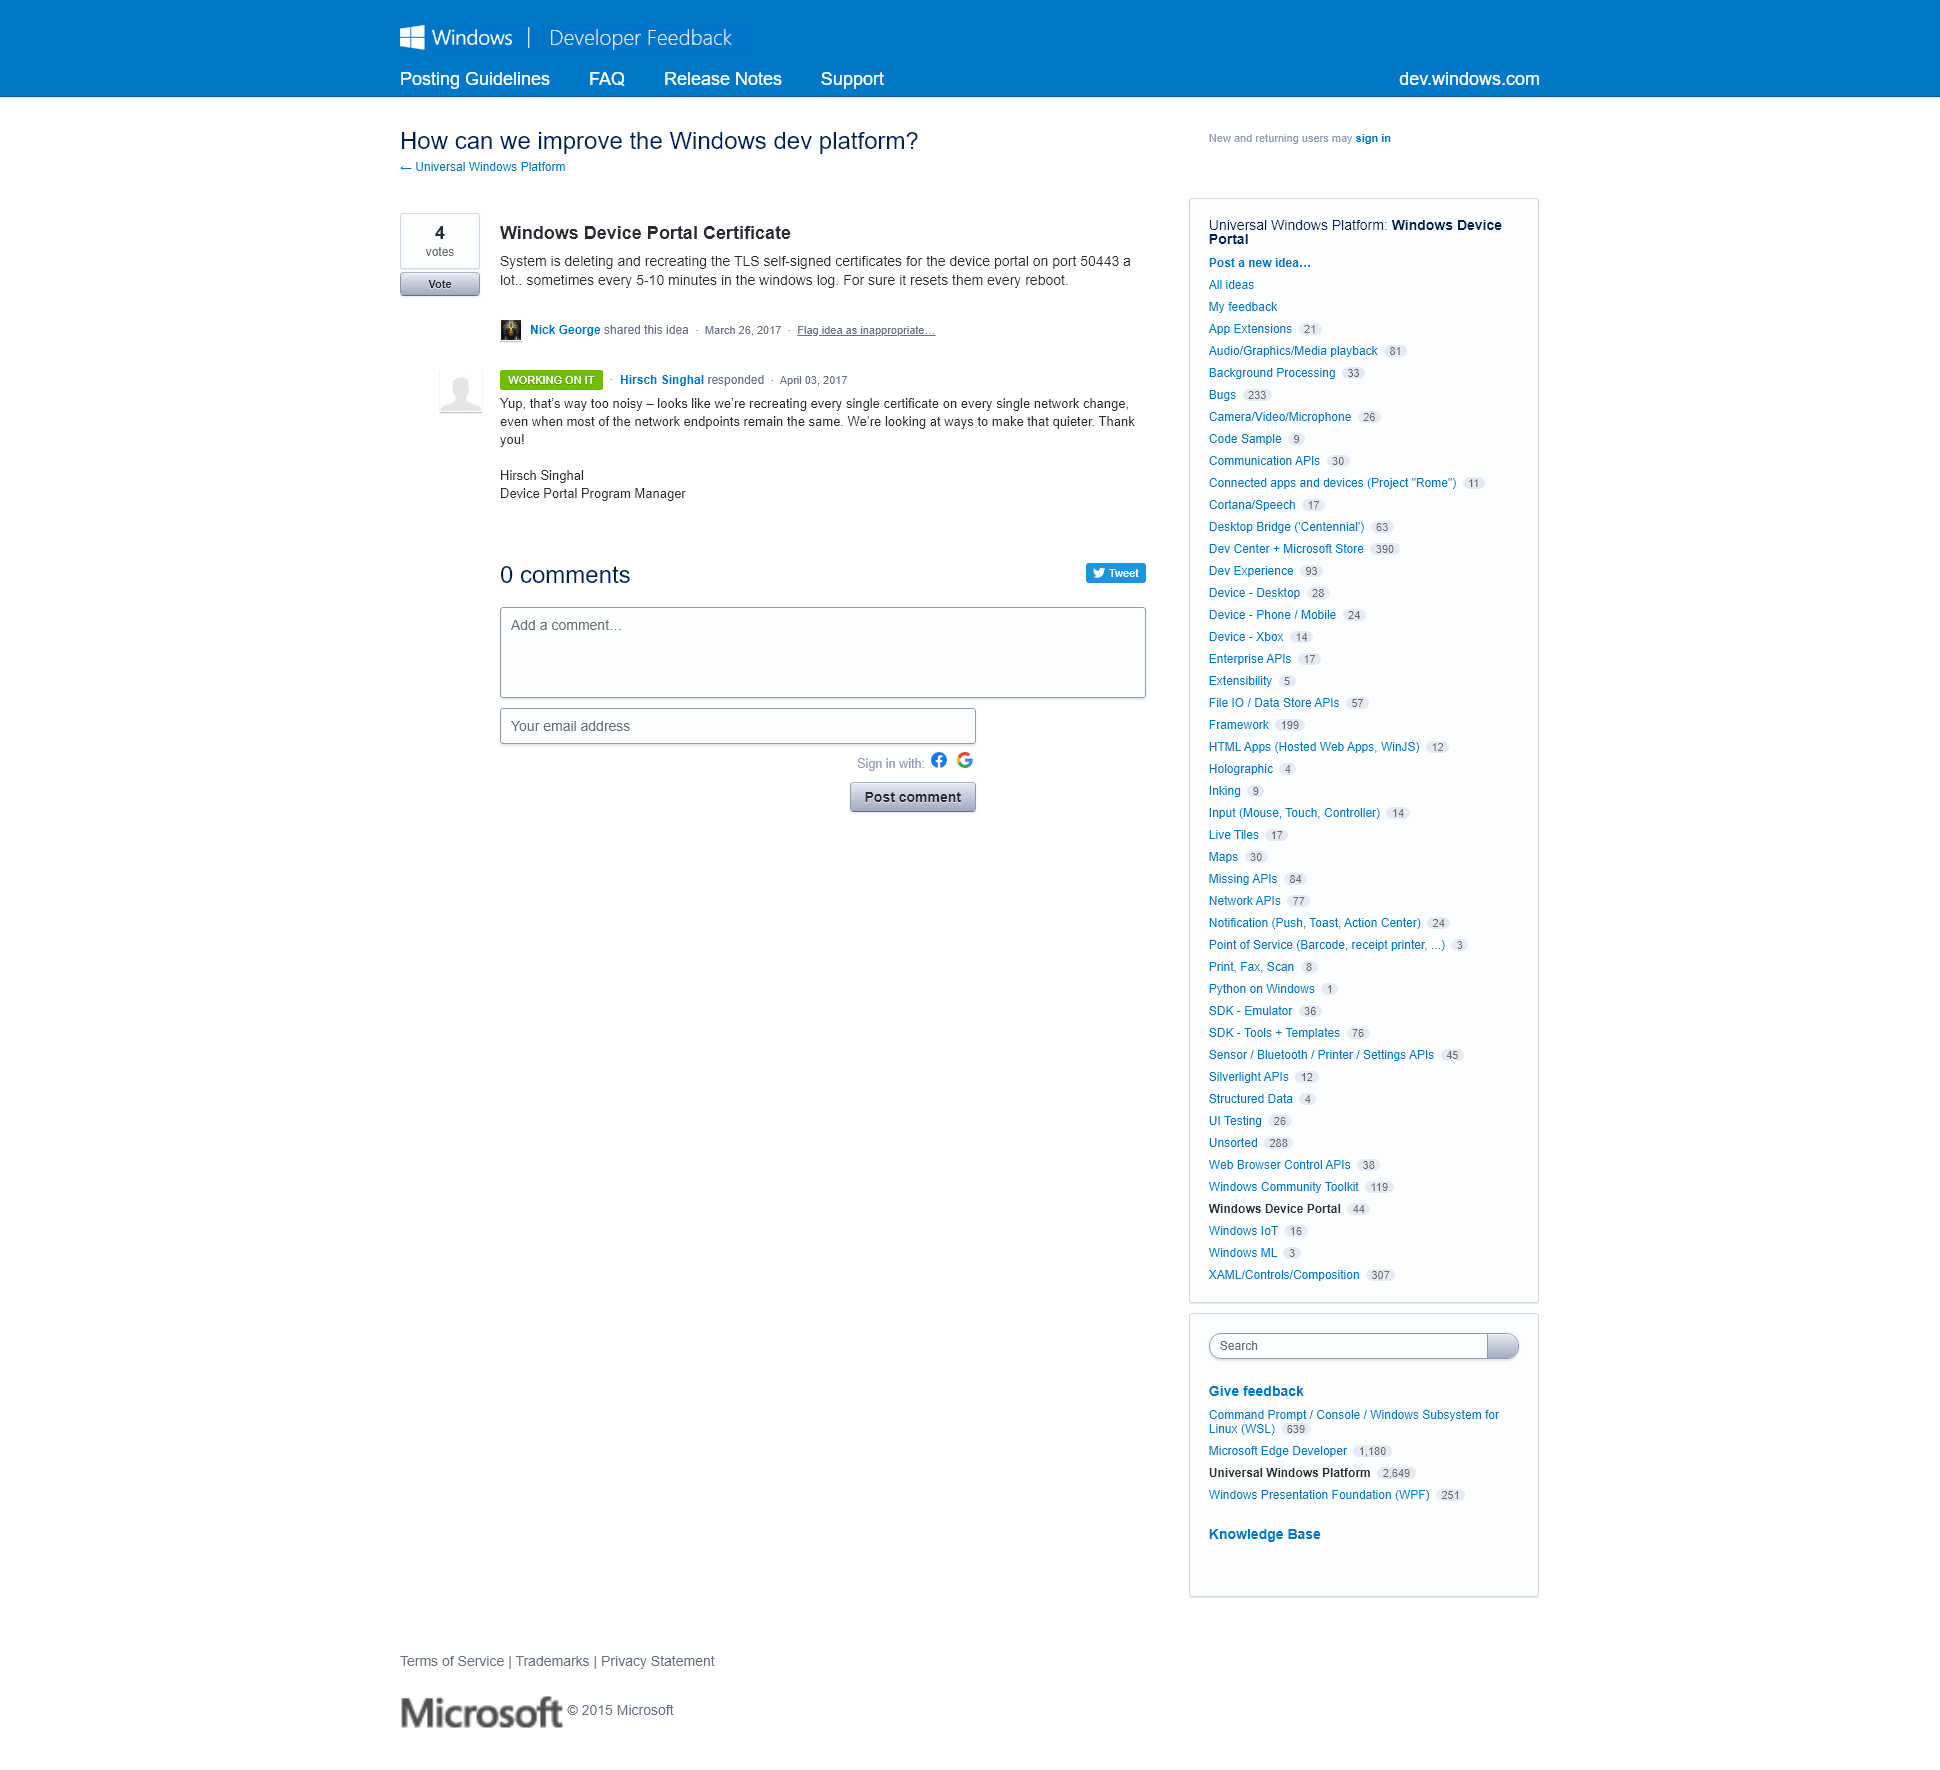 Windows | Developer Feedback
Posting Guidelines FAQ Release Notes Support dev.windows.com
How can we improve the Windows dev platform?
← Universal Windows Platform
New and returning users may sign in
4
votes
Vote
Windows Device Portal Certificate
System is deleting and recreating the TLS self-signed certificates for the device portal on port 50443 a
lot.. sometimes every 5-10 minutes in the windows log. For sure it resets them every reboot.
Nick George shared this idea · March 26, 2017 · Flag idea as inappropriate…
WORKING ON IT · Hirsch Singhal responded · April 03, 2017
Yup, that’s way too noisy – looks like we’re recreating every single certificate on every single network change,
even when most of the network endpoints remain the same. We’re looking at ways to make that quieter. Thank
you!
Hirsch Singhal
Device Portal Program Manager
0 comments
Tweet
Add a comment…
Your email address
Sign in with:
Post comment
Universal Windows Platform: Windows Device
Portal
Post a new idea…
All ideas
My feedback
App Extensions 21
Audio/Graphics/Media playback 81
Background Processing 33
Bugs 233
Camera/Video/Microphone 26
Code Sample 9
Communication APIs 30
Connected apps and devices (Project "Rome") 11
Cortana/Speech 17
Desktop Bridge ('Centennial') 63
Dev Center + Microsoft Store 390
Dev Experience 93
Device - Desktop 28
Device - Phone / Mobile 24
Device - Xbox 14
Enterprise APIs 17
Extensibility 5
File IO / Data Store APIs 57
Framework 199
HTML Apps (Hosted Web Apps, WinJS) 12
Holographic 4
Inking 9
Input (Mouse, Touch, Controller) 14
Live Tiles 17
Maps 30
Missing APIs 84
Network APIs 77
Notification (Push, Toast, Action Center) 24
Point of Service (Barcode, receipt printer, ...) 3
Print, Fax, Scan 8
Python on Windows 1
SDK - Emulator 36
SDK - Tools + Templates 76
Sensor / Bluetooth / Printer / Settings APIs 45
Silverlight APIs 12
Structured Data 4
UI Testing 26
Unsorted 288
Web Browser Control APIs 38
Windows Community Toolkit 119
Windows Device Portal 44
Windows IoT 16
Windows ML 3
XAML/Controls/Composition 307
Search
Give feedback
Command Prompt / Console / Windows Subsystem for
Linux (WSL) 639
Microsoft Edge Developer 1,180
Universal Windows Platform 2,649
Windows Presentation Foundation (WPF) 251
Knowledge Base
Terms of Service | Trademarks | Privacy Statement
Microsoft © 2015 Microsoft